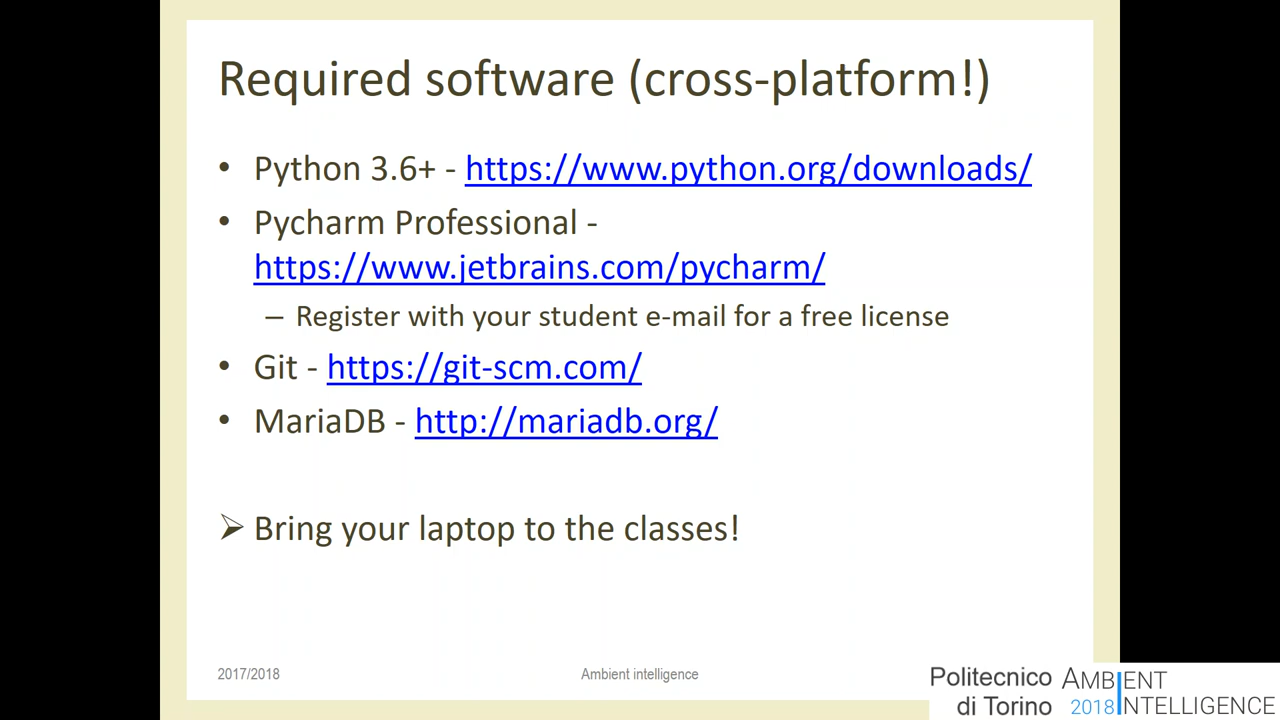 Required software (cross-platform!)
• Python 3.6+ - https://www.python.org/downloads/
• Pycharm Professional -
https://www.jetbrains.com/pycharm/
– Register with your student e-mail for a free license
• Git - https://git-scm.com/
• MariaDB - http://mariadb.org/
➢ Bring your laptop to the classes!
2017/2018
Ambient intelligence
Politecnico
di Torino
AMBIENT
2018 INTELLIGENCE